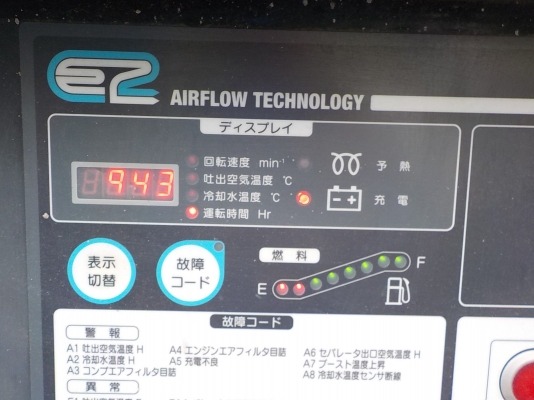 e2 AIRFLOW TECHNOLOGY
ディスプレイ
943
回転速度 min⁻¹ 予熱
吐出空気温度 ℃
冷却水温度 ℃ 充電
運転時間 Hr
表示
切替
故障
コード
燃料
E F
故障コード
警報
A1 吐出空気温度 H A4 エンジンエアフィルタ目詰 A6 セパレータ出口空気温度 H
A2 冷却水温度 H A5 充電不良 A7 ブースト温度上昇
A3 コンプエアフィルタ目詰 A8 冷却水温度センサ断線
異常